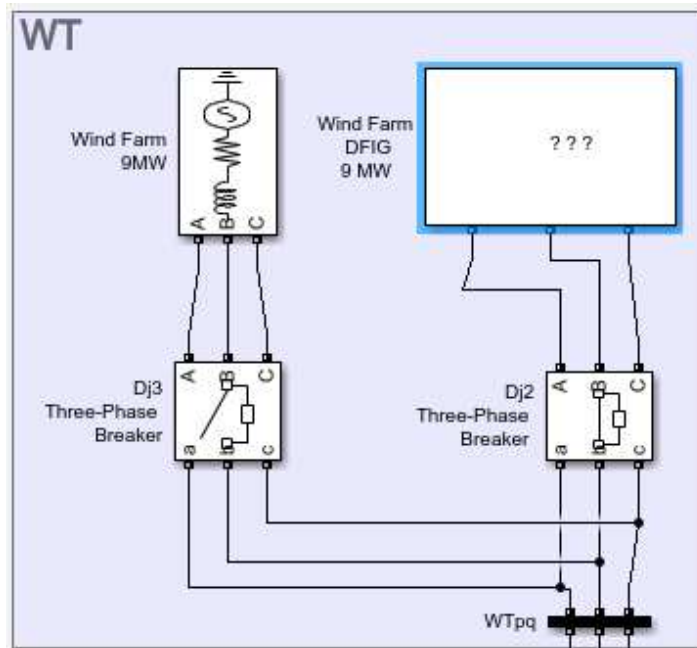 WT
Wind Farm
9MW
A
B
C
Wind Farm
DFIG
9 MW
? ? ?
Dj3
Three-Phase
Breaker
A
B
C
a
b
c
Dj2
Three-Phase
Breaker
A
B
C
a
b
c
WTpq